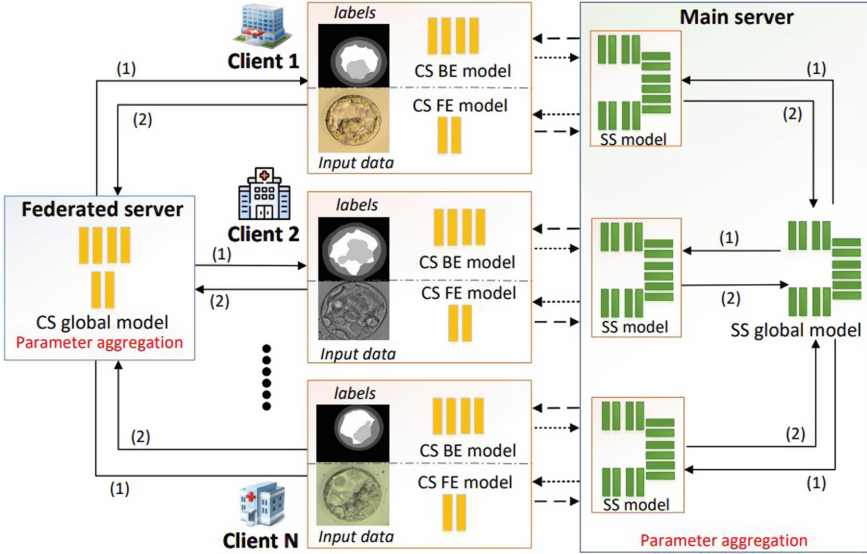 Main server
labels
Client 1
CS BE model
CS FE model
Input data
SS model
(1)
(2)
(1)
(2)
Federated server
CS global model
Parameter aggregation
labels
Client 2
CS BE model
CS FE model
Input data
SS model
(1)
(2)
(1)
(2)
SS global model
labels
CS BE model
CS FE model
Input data
Client N
SS model
(2)
(1)
(2)
(1)
Parameter aggregation